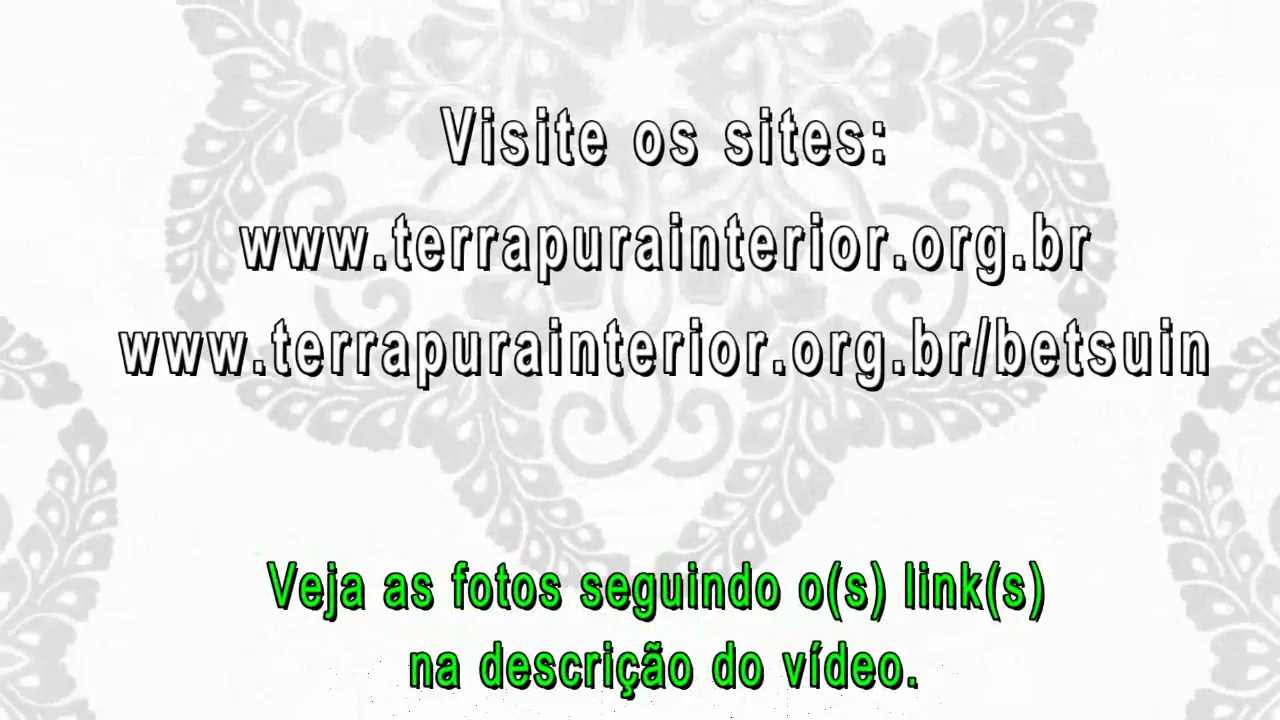 Visite os sites:
www.terrapurainterior.org.br
www.terrapurainterior.org.br/betsuin
Veja as fotos seguindo o(s) link(s)
na descrição do vídeo.